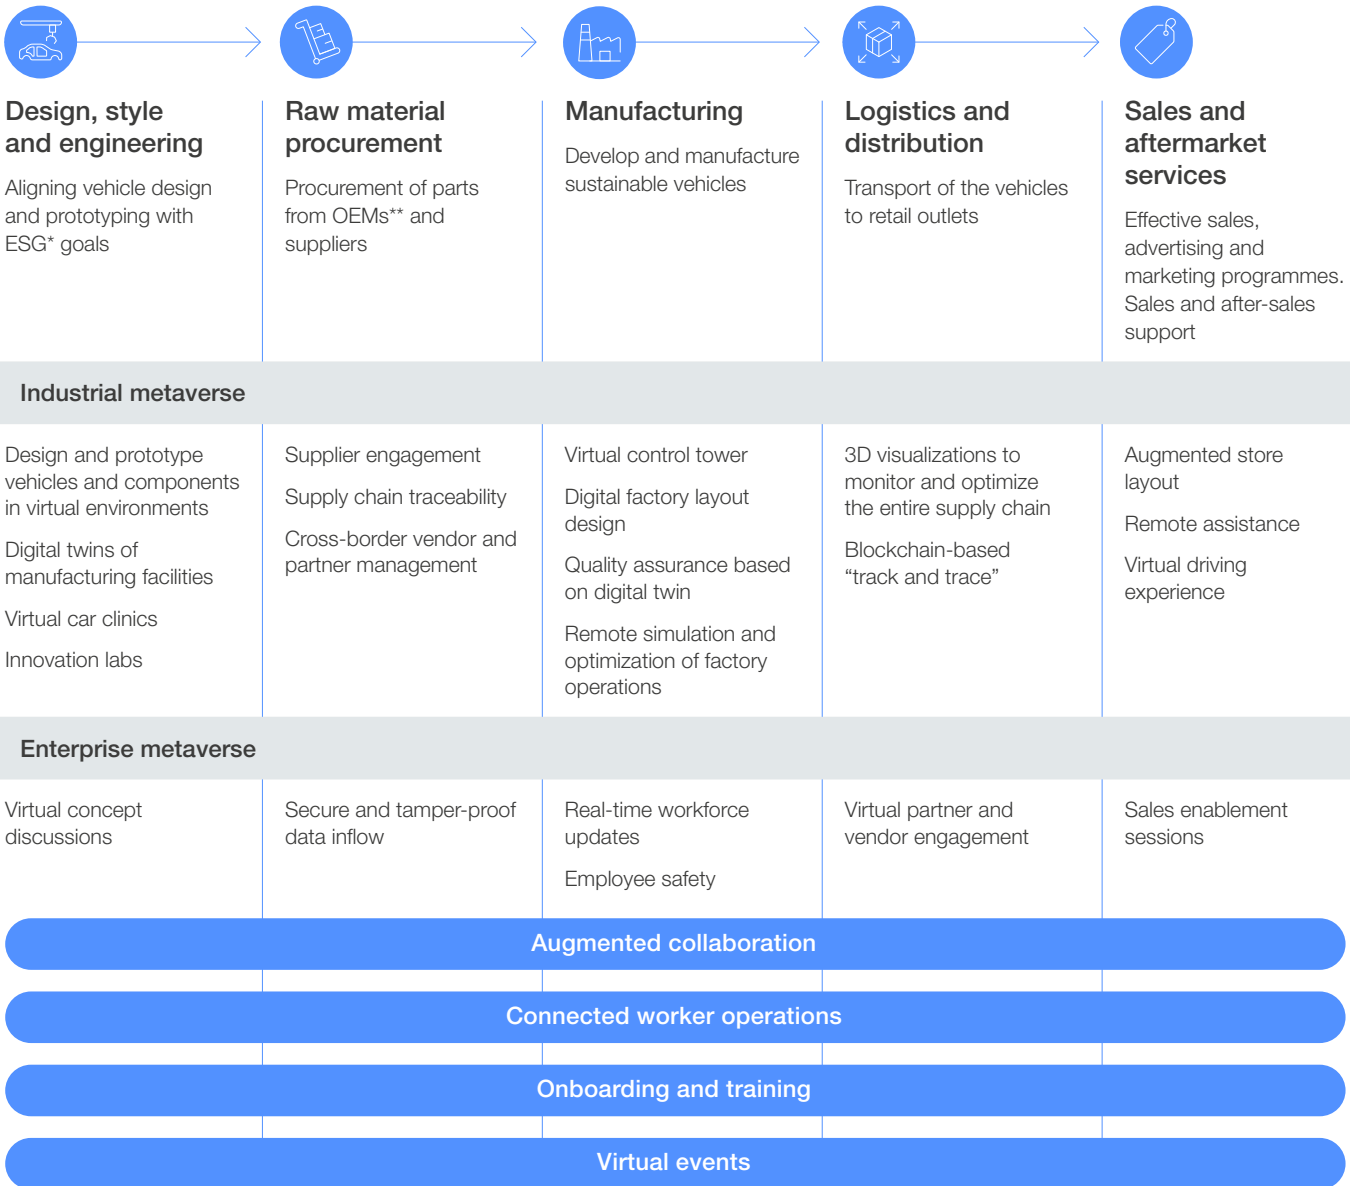 Design, style
and engineering
Aligning vehicle design
and prototyping with
ESG* goals
Raw material
procurement
Procurement of parts
from OEMs** and
suppliers
Manufacturing
Develop and manufacture
sustainable vehicles
Logistics and
distribution
Transport of the vehicles
to retail outlets
Sales and
aftermarket
services
Effective sales,
advertising and
marketing programmes.
Sales and after-sales
support
Industrial metaverse
Design and prototype
vehicles and components
in virtual environments
Digital twins of
manufacturing facilities
Virtual car clinics
Innovation labs
Supplier engagement
Supply chain traceability
Cross-border vendor and
partner management
Virtual control tower
Digital factory layout
design
Quality assurance based
on digital twin
Remote simulation and
optimization of factory
operations
3D visualizations to
monitor and optimize
the entire supply chain
Blockchain-based
“track and trace”
Augmented store
layout
Remote assistance
Virtual driving
experience
Enterprise metaverse
Virtual concept
discussions
Secure and tamper-proof
data inflow
Real-time workforce
updates
Employee safety
Virtual partner and
vendor engagement
Sales enablement
sessions
Augmented collaboration
Connected worker operations
Onboarding and training
Virtual events